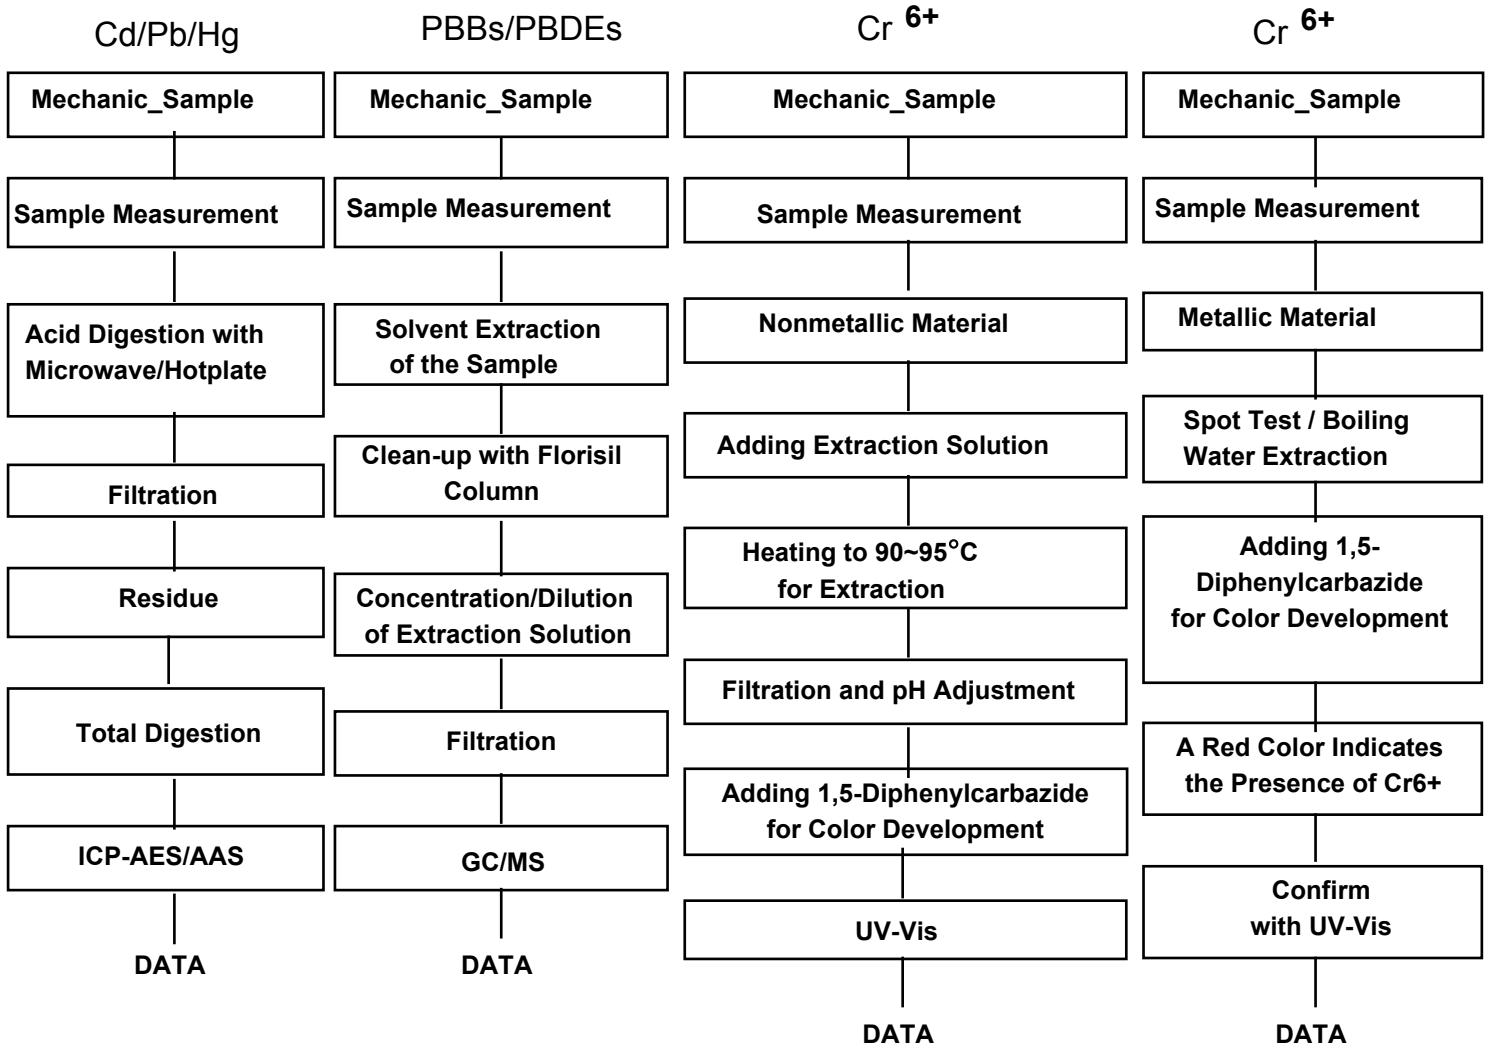 Cd/Pb/Hg
Mechanic_Sample
Sample Measurement
Acid Digestion with
Microwave/Hotplate
Filtration
Residue
Total Digestion
ICP-AES/AAS
DATA
PBBs/PBDEs
Mechanic_Sample
Sample Measurement
Solvent Extraction
of the Sample
Clean-up with Florisil
Column
Concentration/Dilution
of Extraction Solution
Filtration
GC/MS
DATA
Cr 6+
Mechanic_Sample
Sample Measurement
Nonmetallic Material
Adding Extraction Solution
Heating to 90~95°C
for Extraction
Filtration and pH Adjustment
Adding 1,5-Diphenylcarbazide
for Color Development
UV-Vis
DATA
Cr 6+
Mechanic_Sample
Sample Measurement
Metallic Material
Spot Test / Boiling
Water Extraction
Adding 1,5-
Diphenylcarbazide
for Color Development
A Red Color Indicates
the Presence of Cr6+
Confirm
with UV-Vis
DATA